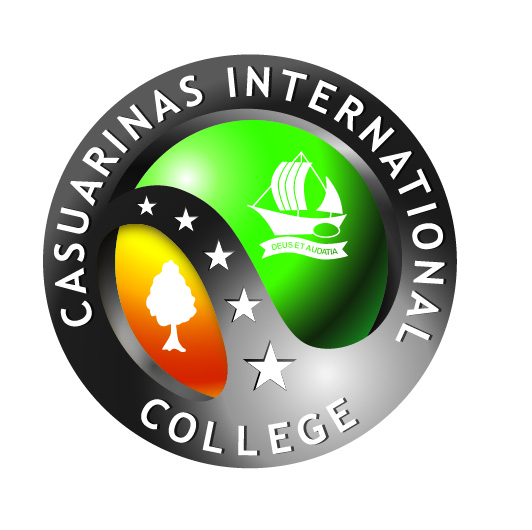 CASUARINAS INTERNATIONAL
DEUS ET AUDATIA
COLLEGE